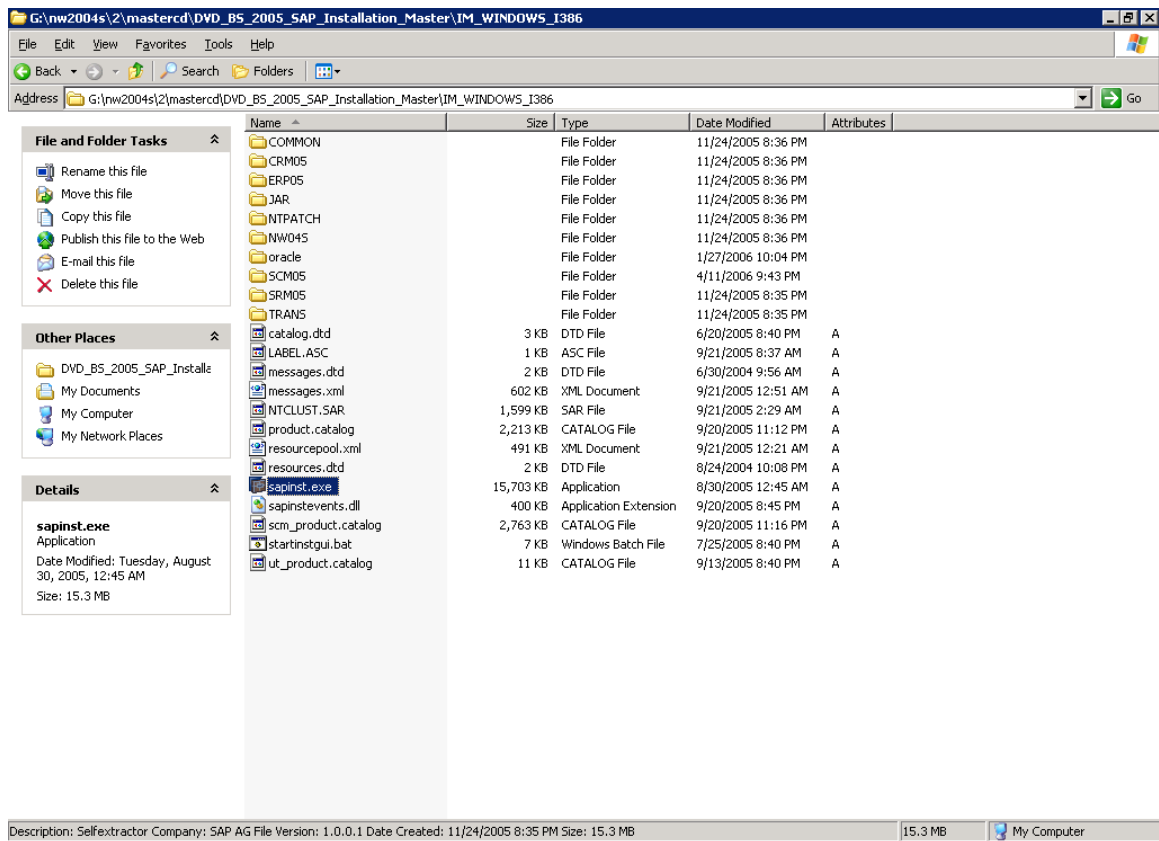 G:\nw2004s\2\mastercd\DVD_BS_2005_SAP_Installation_Master\IM_WINDOWS_I386
File Edit View Favorites Tools Help
Back Search Folders
Address G:\nw2004s\2\mastercd\DVD_BS_2005_SAP_Installation_Master\IM_WINDOWS_I386 Go
File and Folder Tasks
Rename this file
Move this file
Copy this file
Publish this file to the Web
E-mail this file
Delete this file
Other Places
DVD_BS_2005_SAP_Installa
My Documents
My Computer
My Network Places
Details
sapinst.exe
Application
Date Modified: Tuesday, August
30, 2005, 12:45 AM
Size: 15.3 MB
Name Size Type Date Modified Attributes
COMMON File Folder 11/24/2005 8:36 PM
CRM05 File Folder 11/24/2005 8:36 PM
ERP05 File Folder 11/24/2005 8:36 PM
JAR File Folder 11/24/2005 8:36 PM
NTPATCH File Folder 11/24/2005 8:36 PM
NW04S File Folder 11/24/2005 8:36 PM
oracle File Folder 1/27/2006 10:04 PM
SCM05 File Folder 4/11/2006 9:43 PM
SRM05 File Folder 11/24/2005 8:35 PM
TRANS File Folder 11/24/2005 8:35 PM
catalog.dtd 3 KB DTD File 6/20/2005 8:40 PM A
LABEL.ASC 1 KB ASC File 9/21/2005 8:37 AM A
messages.dtd 2 KB DTD File 6/30/2004 9:56 AM A
messages.xml 602 KB XML Document 9/21/2005 12:51 AM A
NTCLUST.SAR 1,599 KB SAR File 9/21/2005 2:29 AM A
product.catalog 2,213 KB CATALOG File 9/20/2005 11:12 PM A
resourcepool.xml 491 KB XML Document 9/21/2005 12:21 AM A
resources.dtd 2 KB DTD File 8/24/2004 10:08 PM A
sapinst.exe 15,703 KB Application 8/30/2005 12:45 AM A
sapinstevents.dll 400 KB Application Extension 9/20/2005 8:45 PM A
scm_product.catalog 2,763 KB CATALOG File 9/20/2005 11:16 PM A
startinstgui.bat 7 KB Windows Batch File 7/25/2005 8:40 PM A
ut_product.catalog 11 KB CATALOG File 9/13/2005 8:40 PM A
Description: Selfextractor Company: SAP AG File Version: 1.0.0.1 Date Created: 11/24/2005 8:35 PM Size: 15.3 MB 15.3 MB My Computer